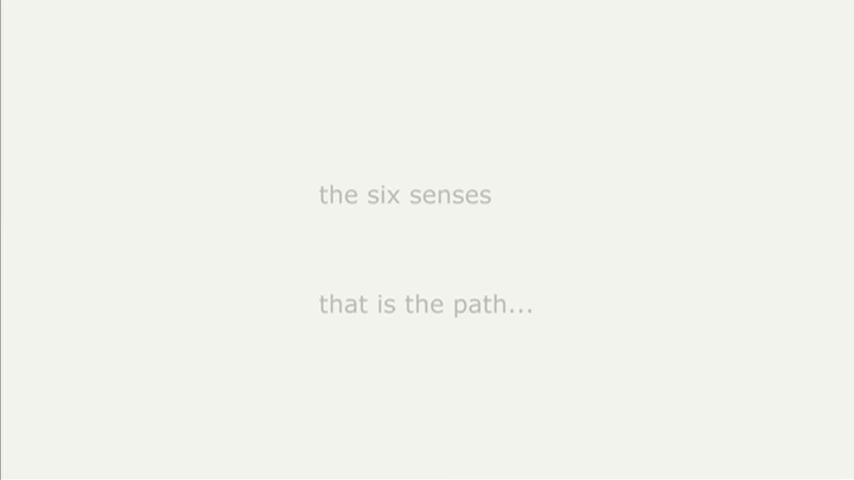 the six senses
that is the path...